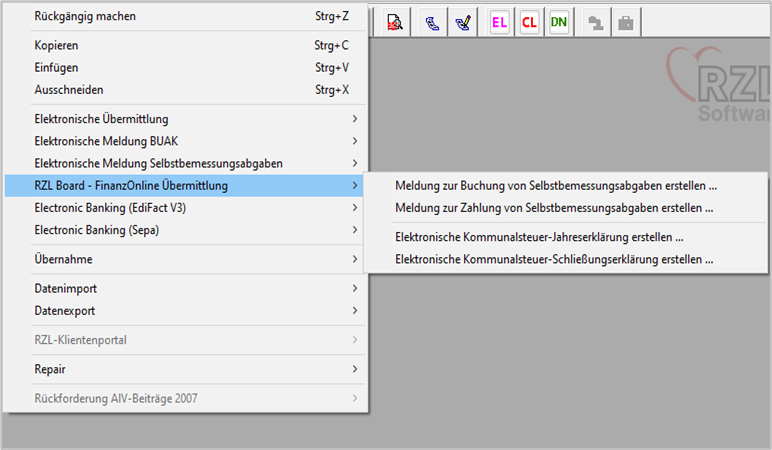 Rückgängig machen Strg+Z
EL CL DN
Kopieren Strg+C
Einfügen Strg+V
Ausschneiden Strg+X
RZL
Software
Elektronische Übermittlung
Elektronische Meldung BUAK
Elektronische Meldung Selbstbemessungsabgaben
RZL Board - FinanzOnline Übermittlung
Electronic Banking (EdiFact V3)
Electronic Banking (Sepa)
Übernahme
Datenimport
Datenexport
RZL-Klientenportal
Repair
Rückforderung AIV-Beiträge 2007
Meldung zur Buchung von Selbstbemessungsabgaben erstellen ...
Meldung zur Zahlung von Selbstbemessungsabgaben erstellen ...
Elektronische Kommunalsteuer-Jahreserklärung erstellen ...
Elektronische Kommunalsteuer-Schließungserklärung erstellen ...